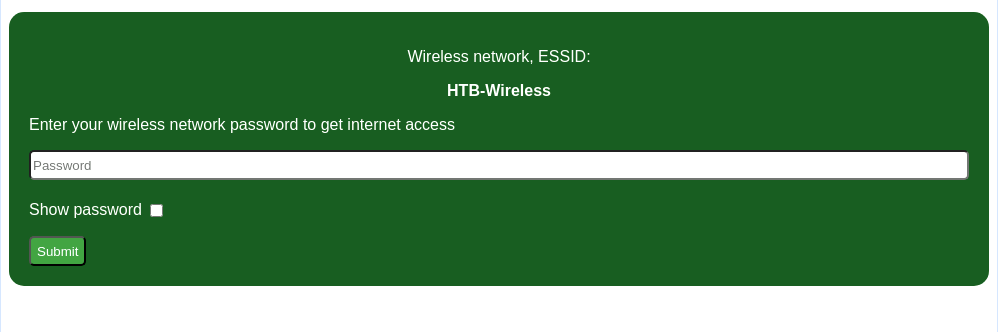 Wireless network, ESSID:
HTB-Wireless
Enter your wireless network password to get internet access
Password
Show password
Submit